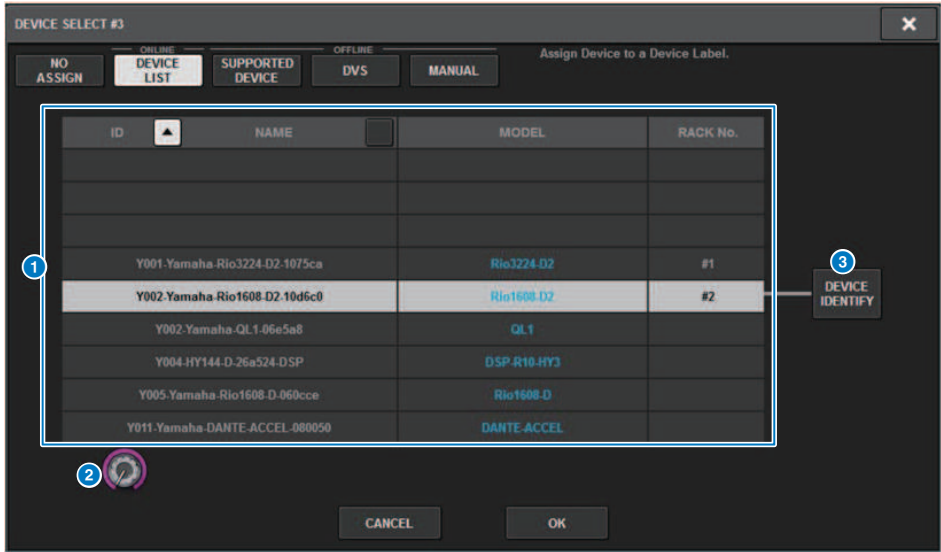 DEVICE SELECT #3
ONLINE OFFLINE
NO ASSIGN
DEVICE LIST
SUPPORTED DEVICE
DVS
MANUAL
Assign Device to a Device Label.
ID NAME MODEL RACK No.
Y001-Yamaha-Rio3224-D2-1075ca Rio3224-D2 #1
Y002-Yamaha-Rio1608-D2-10d6c0 Rio1608-D2 #2
Y002-Yamaha-QL1-06e5a8 QL1
Y004-HY144-D-26a524-DSP DSP-R10-HY3
Y005-Yamaha-Rio1608-D-060cce Rio1608-D
Y011-Yamaha-DANTE-ACCEL-080050 DANTE-ACCEL
1
3
DEVICE IDENTIFY
2
CANCEL OK